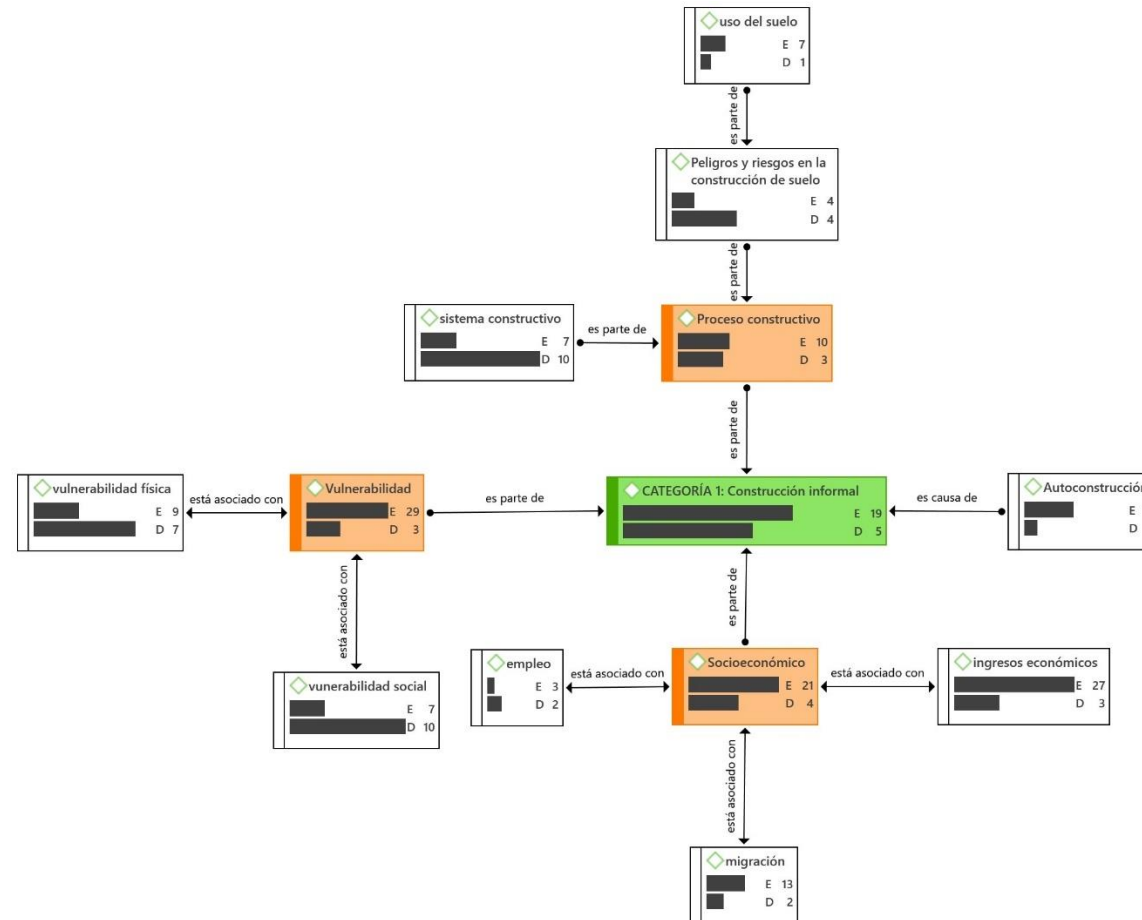 uso del suelo
E 7
D 1
es parte de
Peligros y riesgos en la
construcción de suelo
E 4
D 4
es parte de
sistema constructivo
E 7
D 10
es parte de
Proceso constructivo
E 10
D 3
es parte de
vulnerabilidad física
E 9
D 7
está asociado con
Vulnerabilidad
E 29
D 3
es parte de
CATEGORÍA 1: Construcción informal
E 19
D 5
es causa de
Autoconstrucción
E
D
está asociado con
vunerabilidad social
E 7
D 10
es parte de
empleo
E 3
D 2
está asociado con
Socioeconómico
E 21
D 4
está asociado con
ingresos económicos
E 27
D 3
está asociado con
migración
E 13
D 2